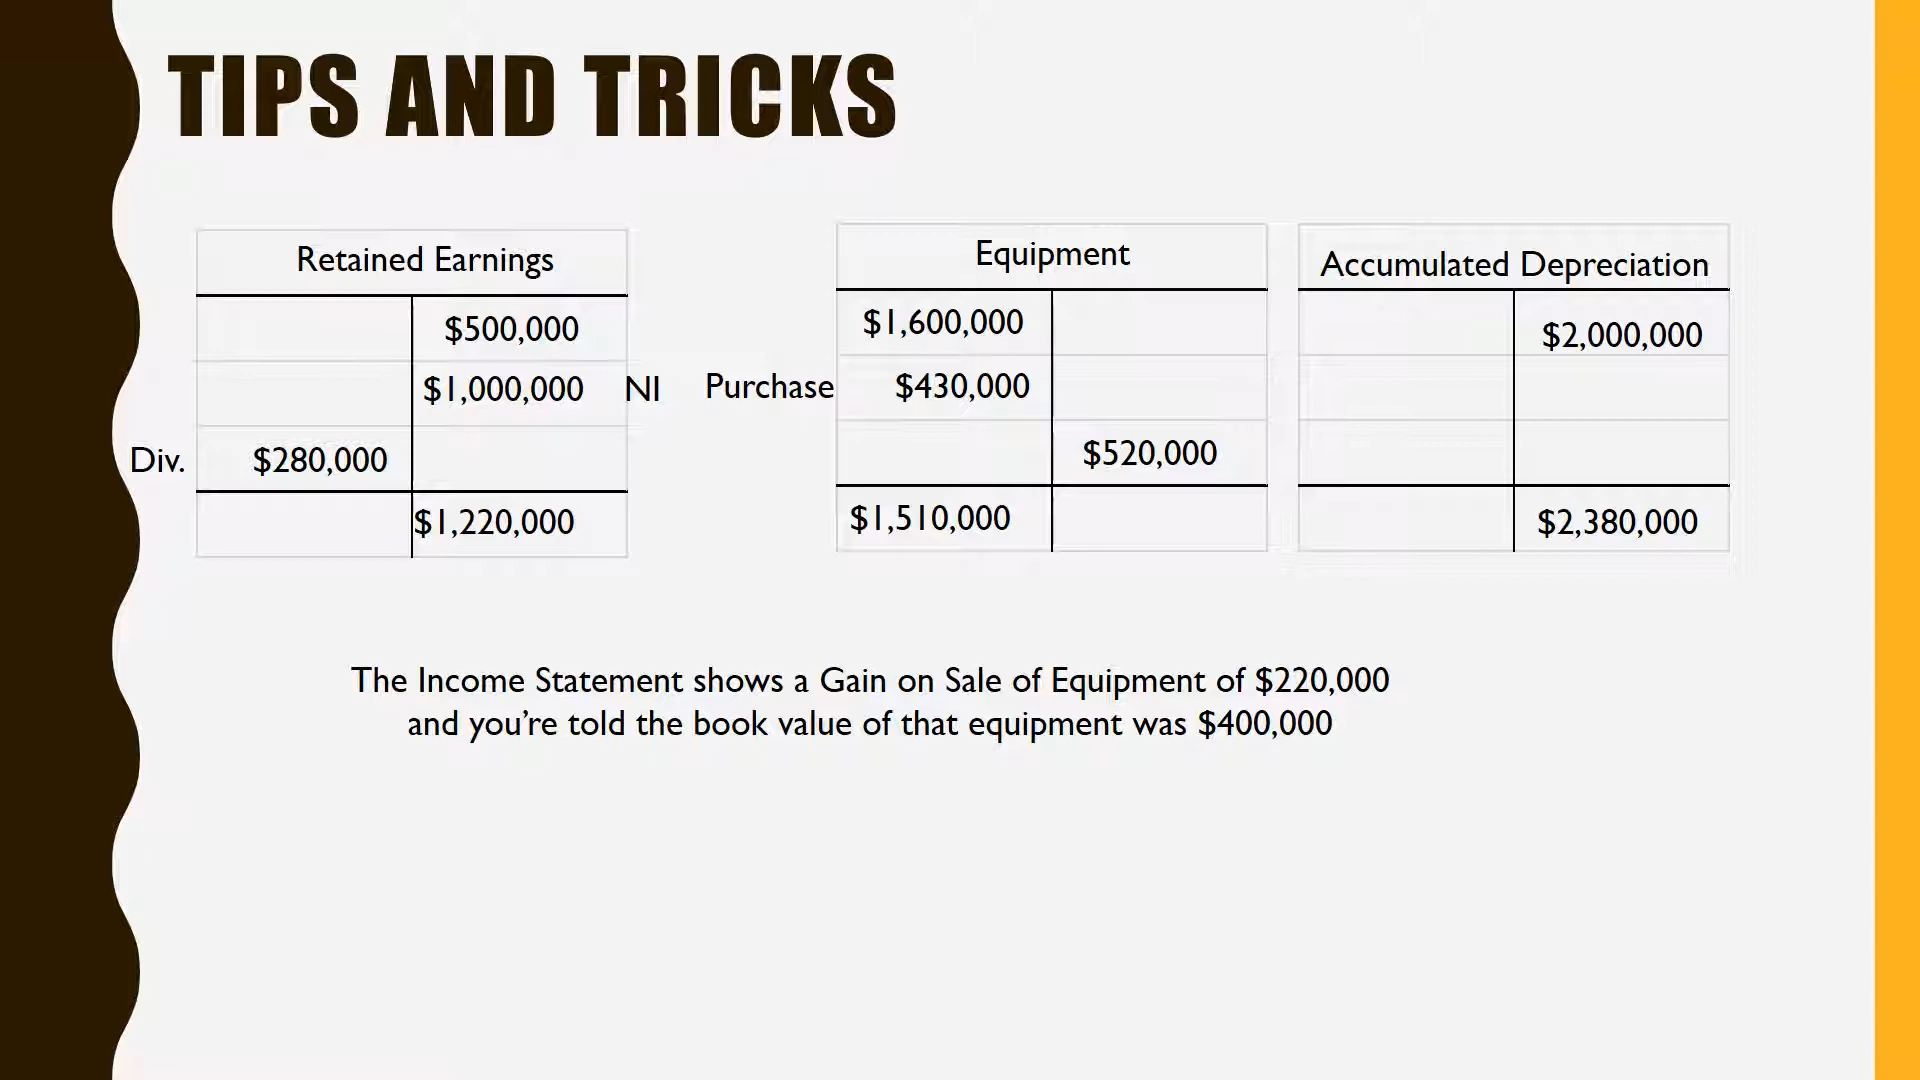 TIPS AND TRICKS
Retained Earnings
$500,000
$1,000,000 NI
Div. $280,000
$1,220,000
Equipment
$1,600,000
Purchase $430,000
$520,000
$1,510,000
Accumulated Depreciation
$2,000,000
$2,380,000
The Income Statement shows a Gain on Sale of Equipment of $220,000
and you’re told the book value of that equipment was $400,000